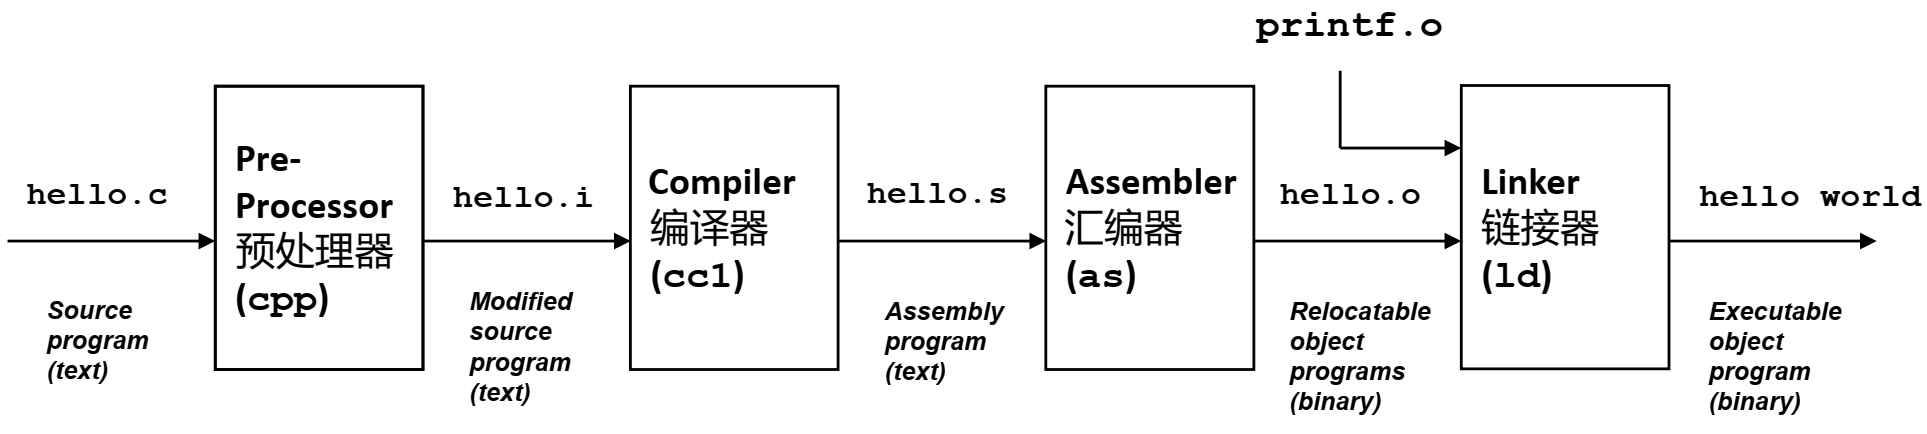 printf.o
hello.c
Pre-
Processor
预处理器
(cpp)
hello.i
Compiler
编译器
(cc1)
hello.s
Assembler
汇编器
(as)
hello.o
Linker
链接器
(ld)
hello world
Source
program
(text)
Modified
source
program
(text)
Assembly
program
(text)
Relocatable
object
programs
(binary)
Executable
object
program
(binary)